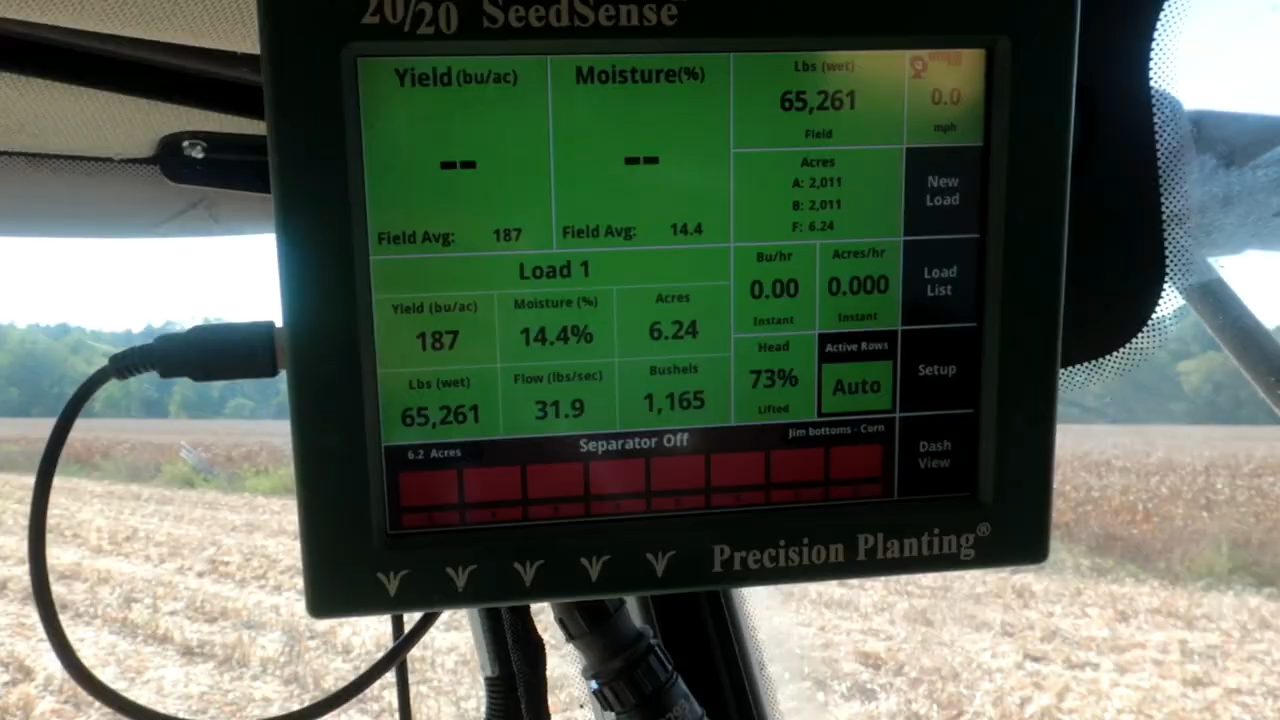 20/20 SeedSense
Yield (bu/ac)
--
Field Avg: 187
Moisture(%)
--
Field Avg: 14.4
Lbs (wet)
65,261
Field
0.0
mph
Acres
A: 2,011
B: 2,011
F: 6.24
New
Load
Load 1
Yield (bu/ac)
187
Moisture (%)
14.4%
Acres
6.24
Lbs (wet)
65,261
Flow (lbs/sec)
31.9
Bushels
1,165
Bu/hr
0.00
Instant
Acres/hr
0.000
Instant
Load
List
Head
73%
Lifted
Active Rows
Auto
Setup
6.2 Acres
Separator Off
Jim bottoms - Corn
Dash
View
Precision Planting®